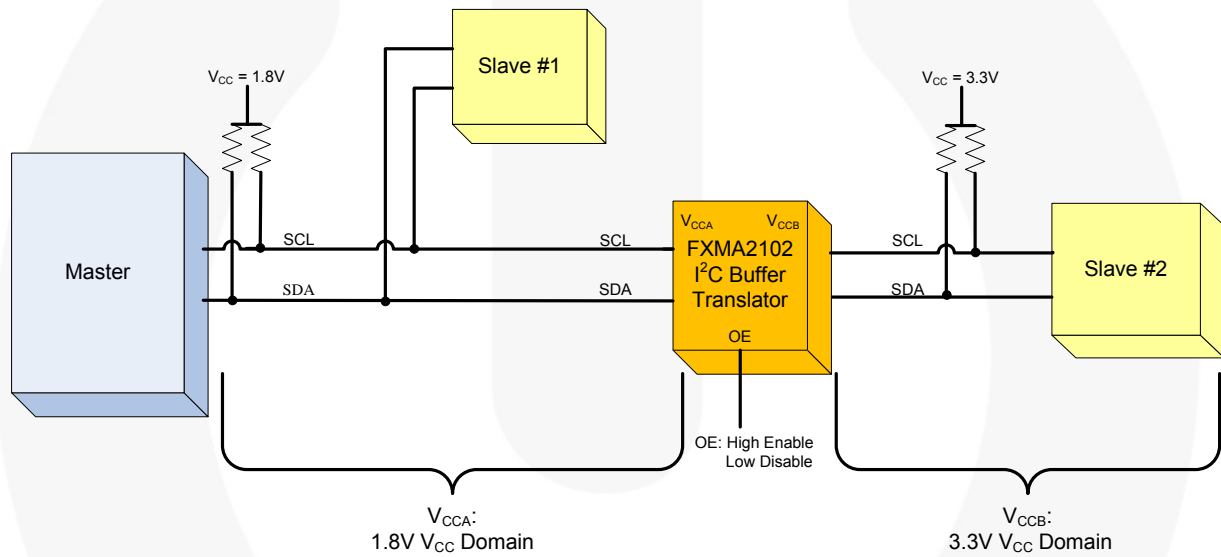 Slave #1
VCC = 1.8V
VCC = 3.3V
Master
SCL
SCL
SDA
SDA
VCCA
VCCB
FXMA2102
I²C Buffer
Translator
OE
SCL
SDA
Slave #2
OE: High Enable
Low Disable
VCCA:
1.8V VCC Domain
VCCB:
3.3V VCC Domain